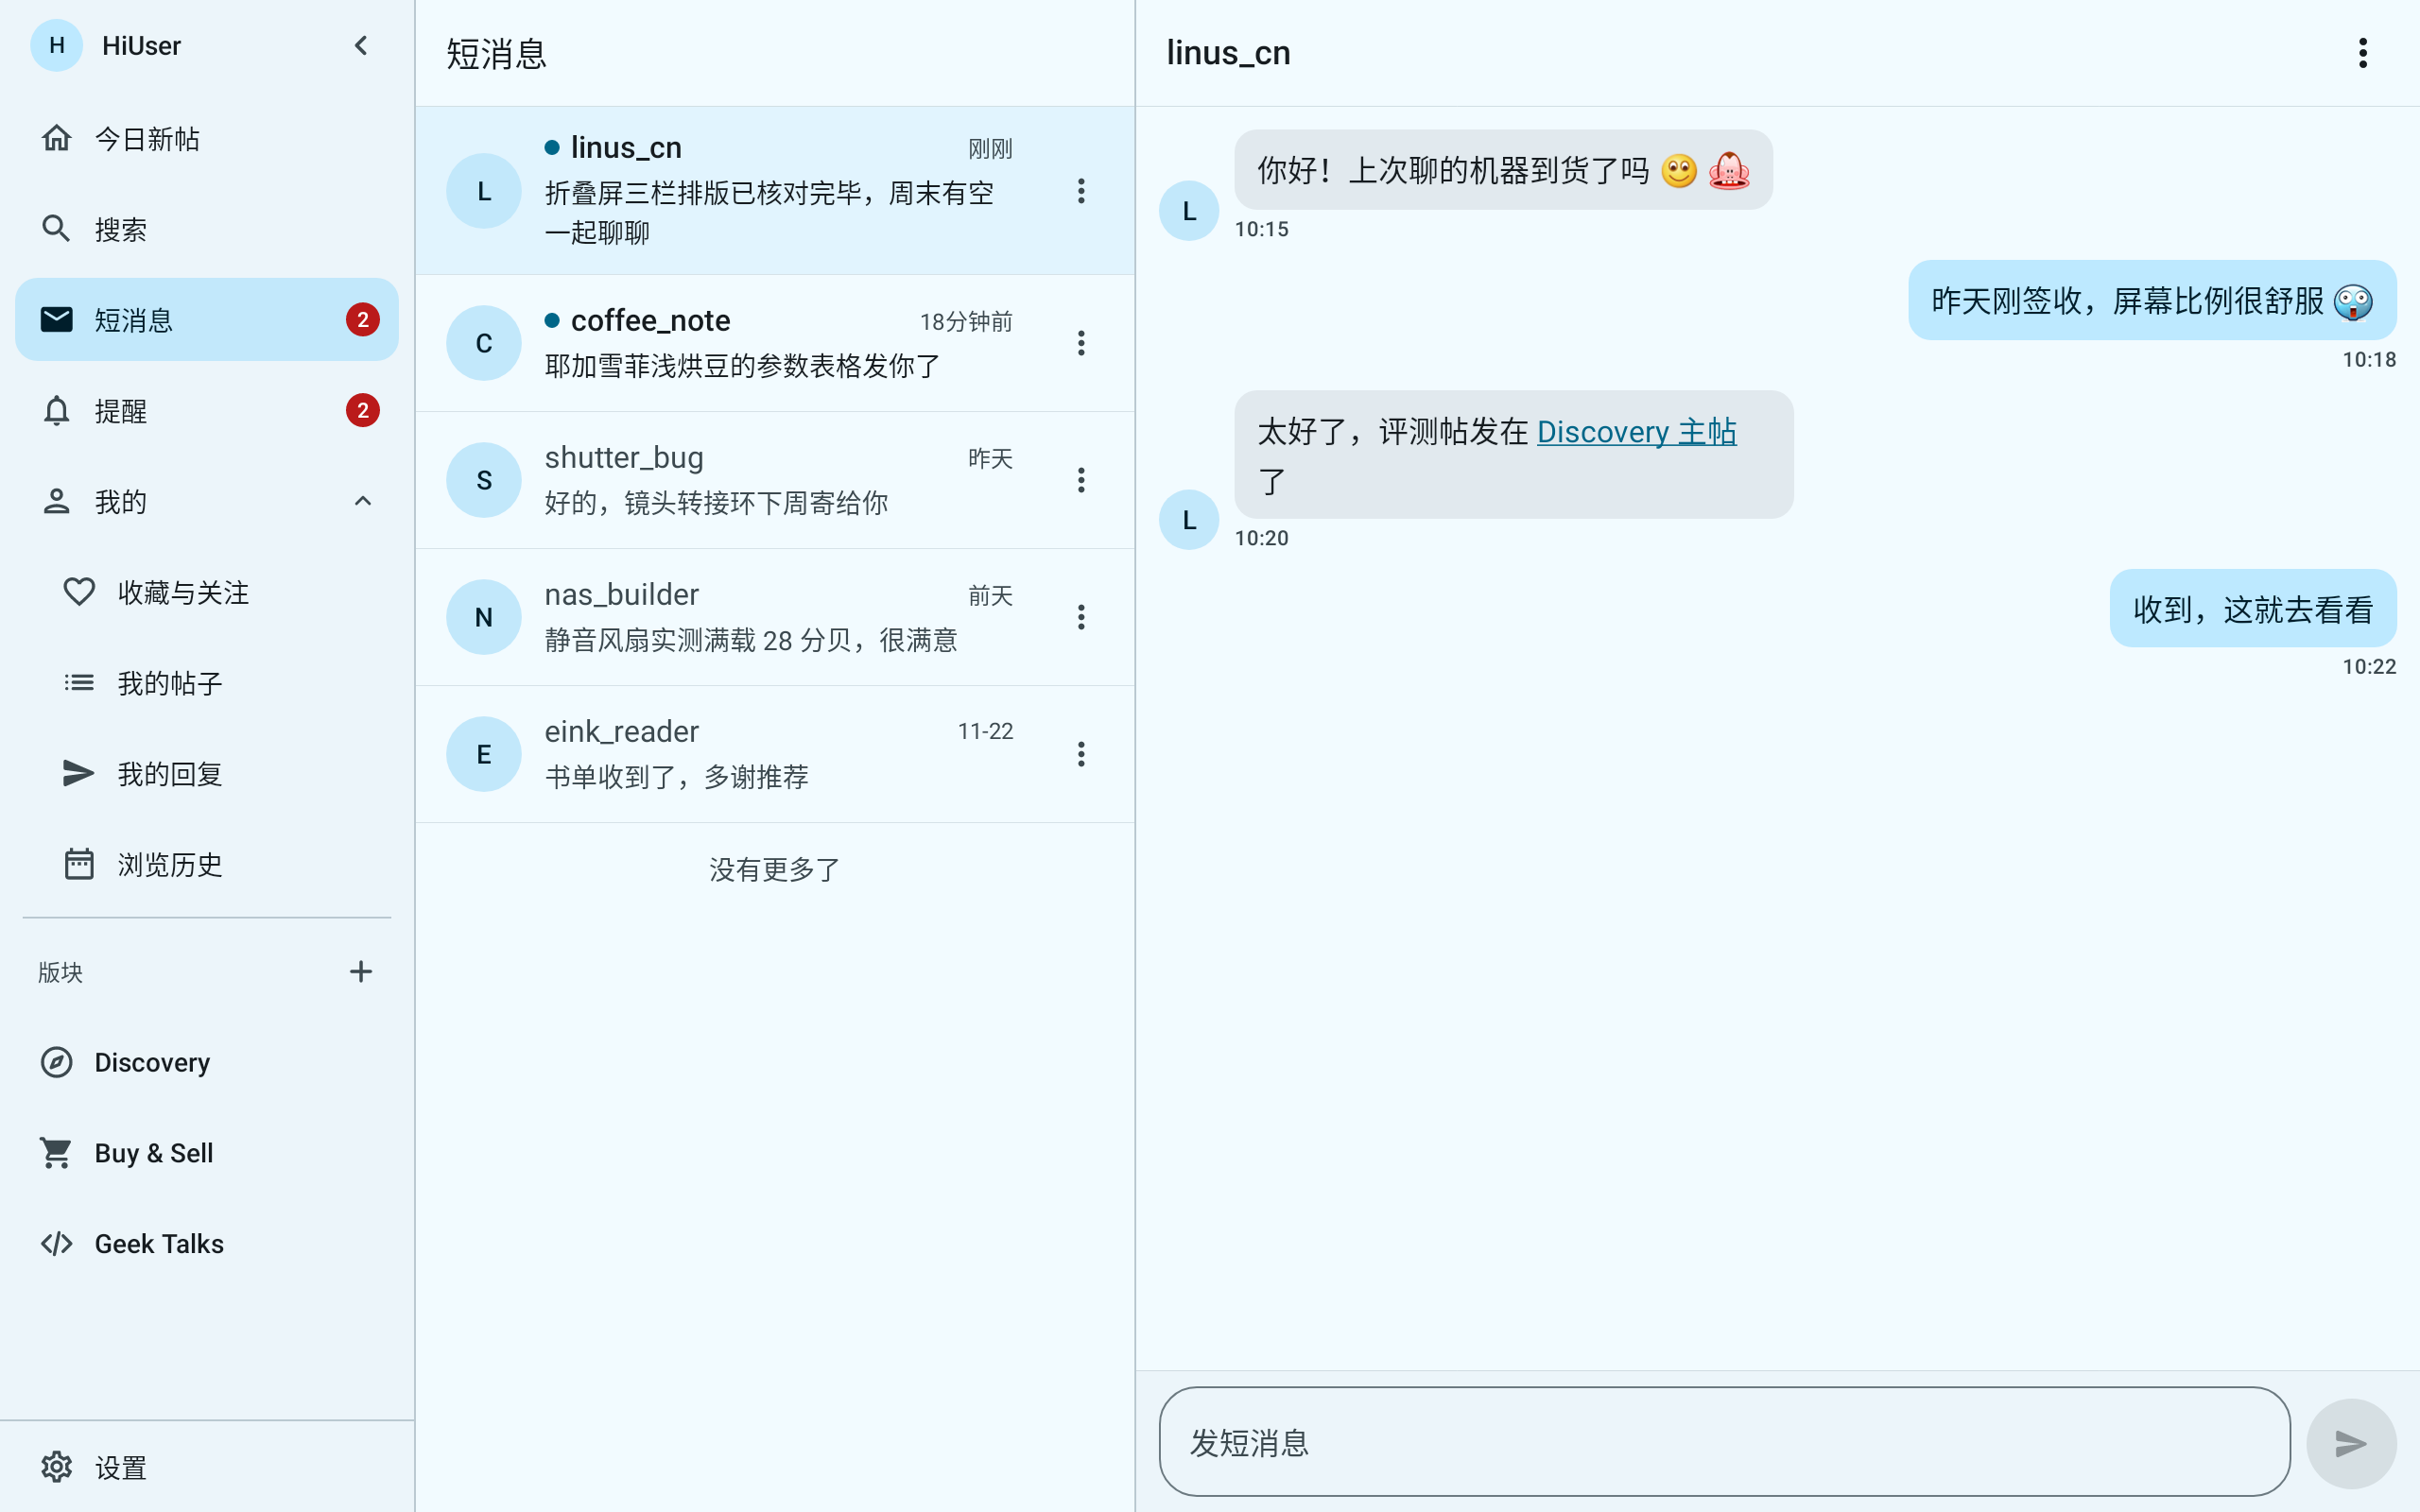 H
HiUser
今日新帖
搜索
短消息
2
提醒
2
我的
收藏与关注
我的帖子
我的回复
浏览历史
版块
Discovery
Buy & Sell
Geek Talks
设置
短消息
L
linus_cn
刚刚
折叠屏三栏排版已核对完毕，周末有空
一起聊聊
C
coffee_note
18分钟前
耶加雪菲浅烘豆的参数表格发你了
S
shutter_bug
昨天
好的，镜头转接环下周寄给你
N
nas_builder
前天
静音风扇实测满载 28 分贝，很满意
E
eink_reader
11-22
书单收到了，多谢推荐
没有更多了
linus_cn
你好！上次聊的机器到货了吗
L
10:15
昨天刚签收，屏幕比例很舒服
10:18
太好了，评测帖发在 Discovery 主帖
了
L
10:20
收到，这就去看看
10:22
发短消息